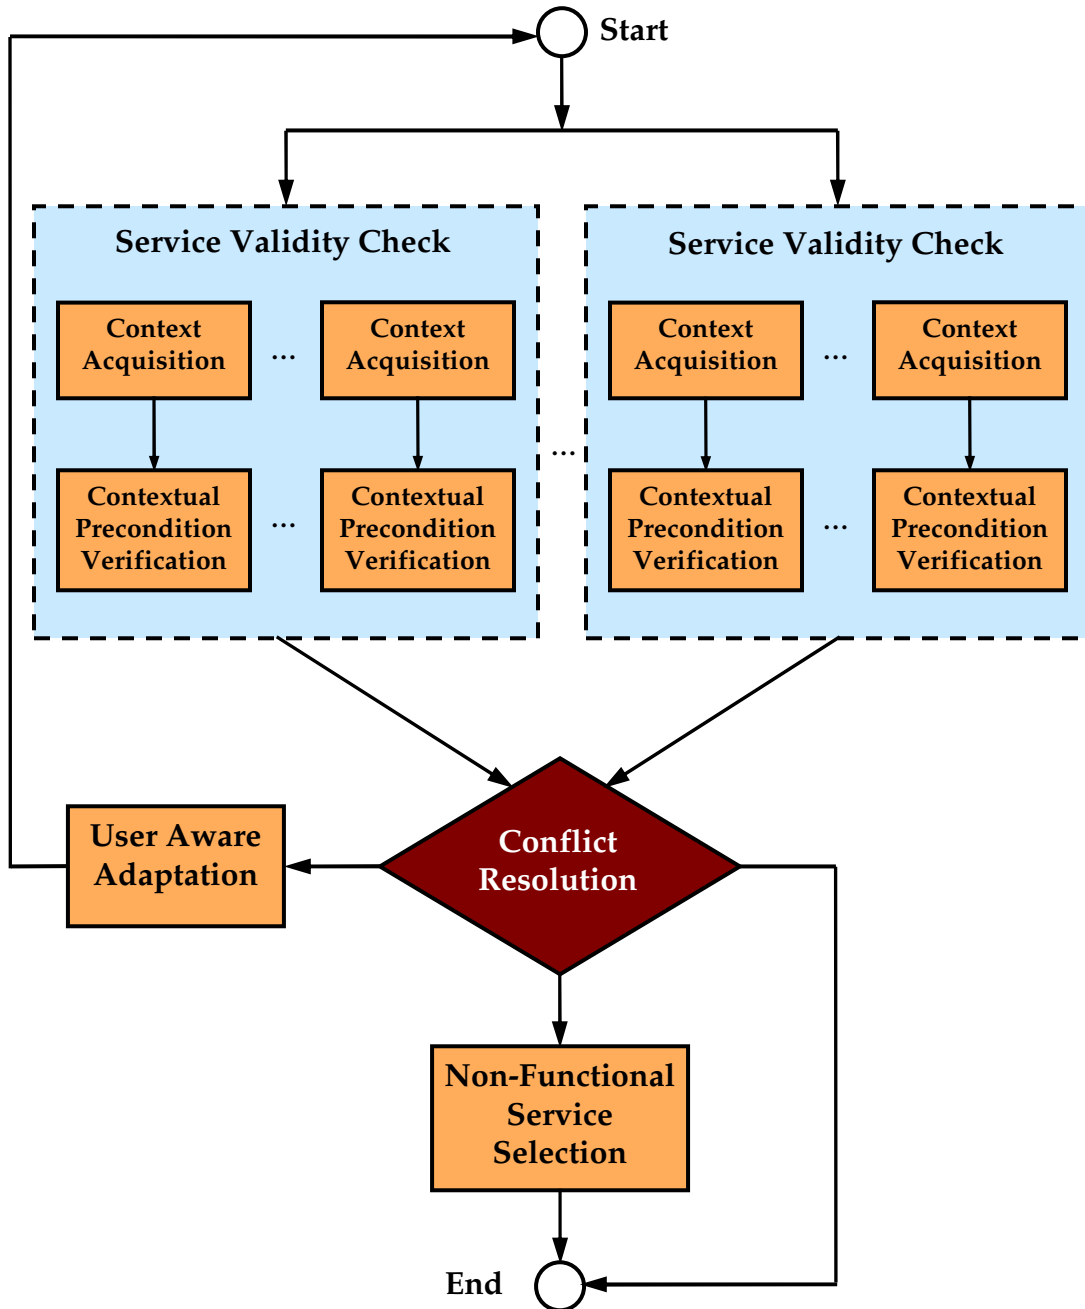 Start
Service Validity Check
Context
Acquisition
...
Context
Acquisition
Contextual
Precondition
Verification
...
Contextual
Precondition
Verification
...
Service Validity Check
Context
Acquisition
...
Context
Acquisition
Contextual
Precondition
Verification
...
Contextual
Precondition
Verification
User Aware
Adaptation
Conflict
Resolution
Non-Functional
Service
Selection
End